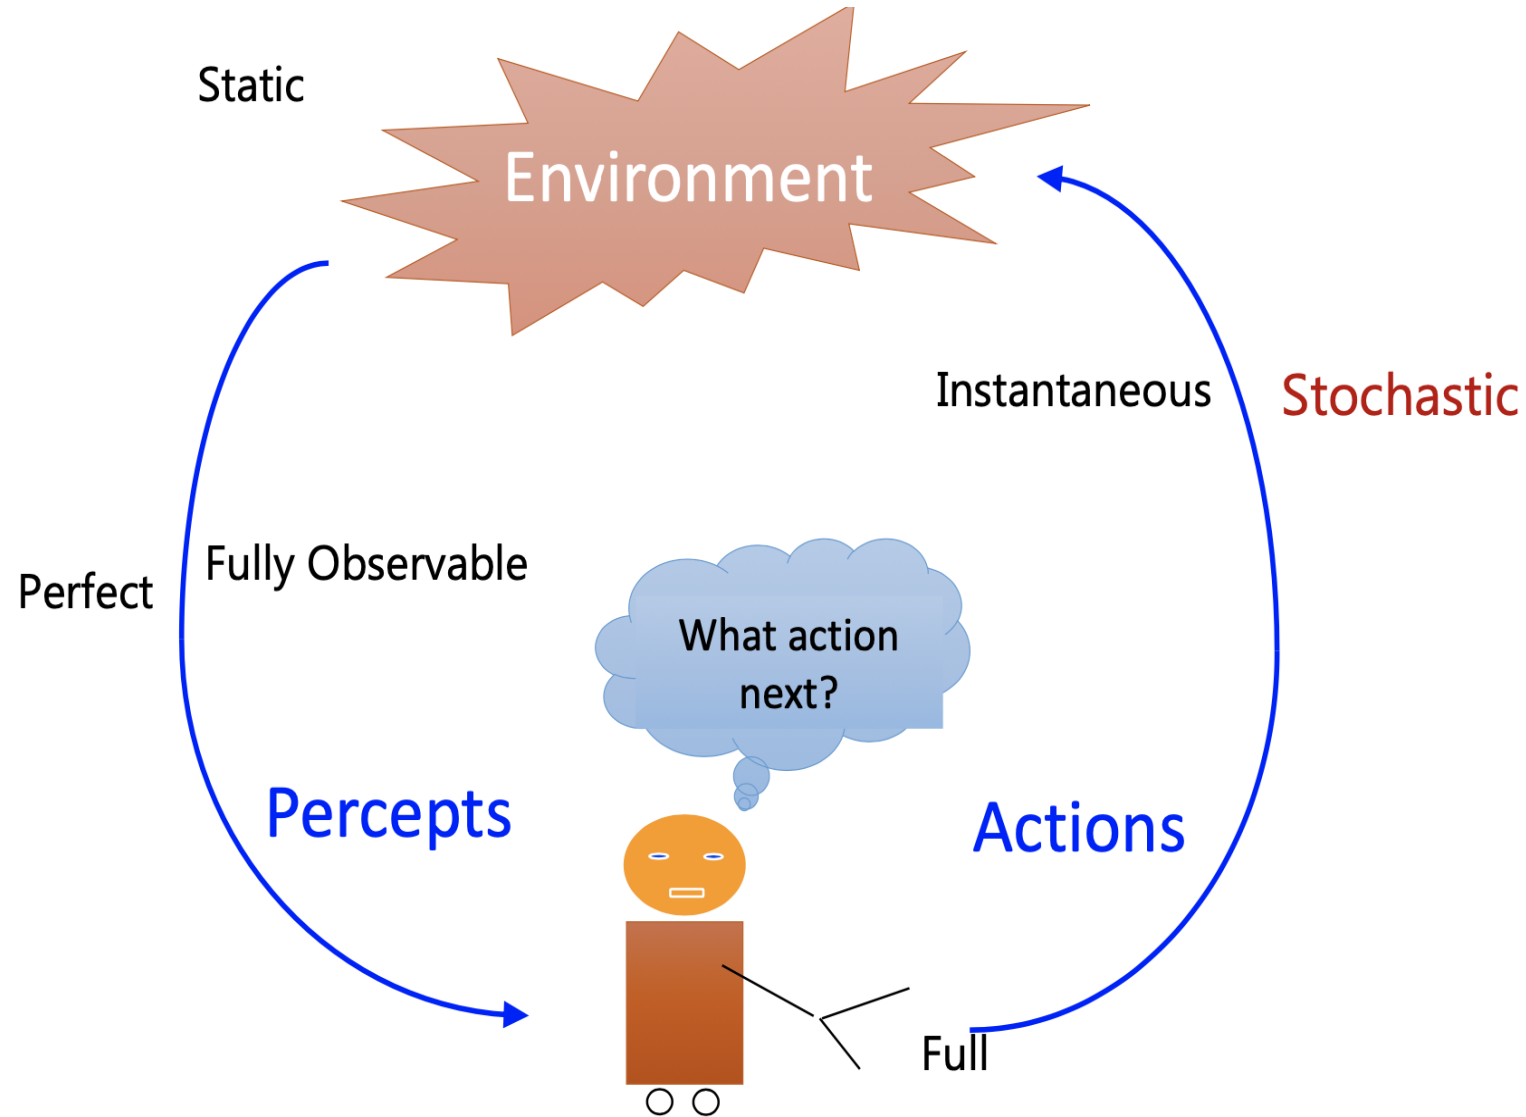 Static
Environment
Instantaneous
Stochastic
Fully Observable
Perfect
What action
next?
Percepts
Actions
Full